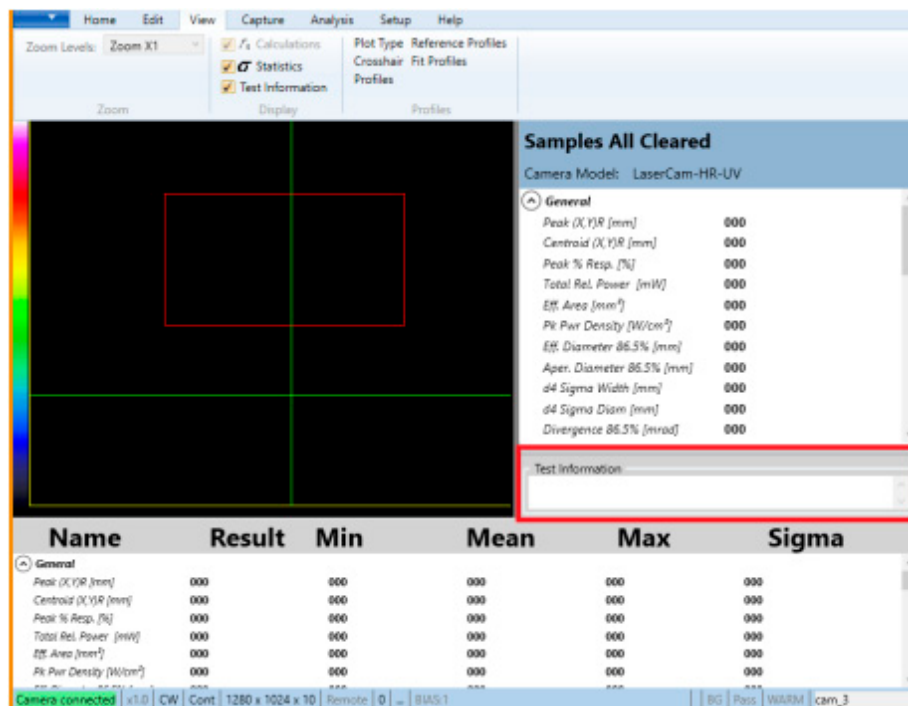 Home Edit View Capture Analysis Setup Help
Zoom Levels: Zoom X1
Calculations
σ Statistics
Test Information
Plot Type Reference Profiles
Crosshair Fit Profiles
Profiles
Zoom Display Profiles
Samples All Cleared
Camera Model: LaserCam-HR-UV
General
Peak (X,Y)R [mm] 000
Centroid (X,Y)R [mm] 000
Peak % Resp. [%] 000
Total Rel. Power [mW] 000
Eff. Area [mm²] 000
Pk Pwr Density [W/cm²] 000
Eff. Diameter 86.5% [mm] 000
Aper. Diameter 86.5% [mm] 000
d4 Sigma Width [mm] 000
d4 Sigma Diam [mm] 000
Divergence 86.5% [mrad] 000
Test Information
Name Result Min Mean Max Sigma
General
Peak (X,Y)R [mm] 000 000 000 000 000
Centroid (X,Y)R [mm] 000 000 000 000 000
Peak % Resp. [%] 000 000 000 000 000
Total Rel. Power [mW] 000 000 000 000 000
Eff. Area [mm²] 000 000 000 000 000
Pk Pwr Density [W/cm²] 000 000 000 000 000
Camera connected x1.0 CW Cont 1280 x 1024 x 10 Remote 0 ... BIAS:1 BG Pass WARM cam_3